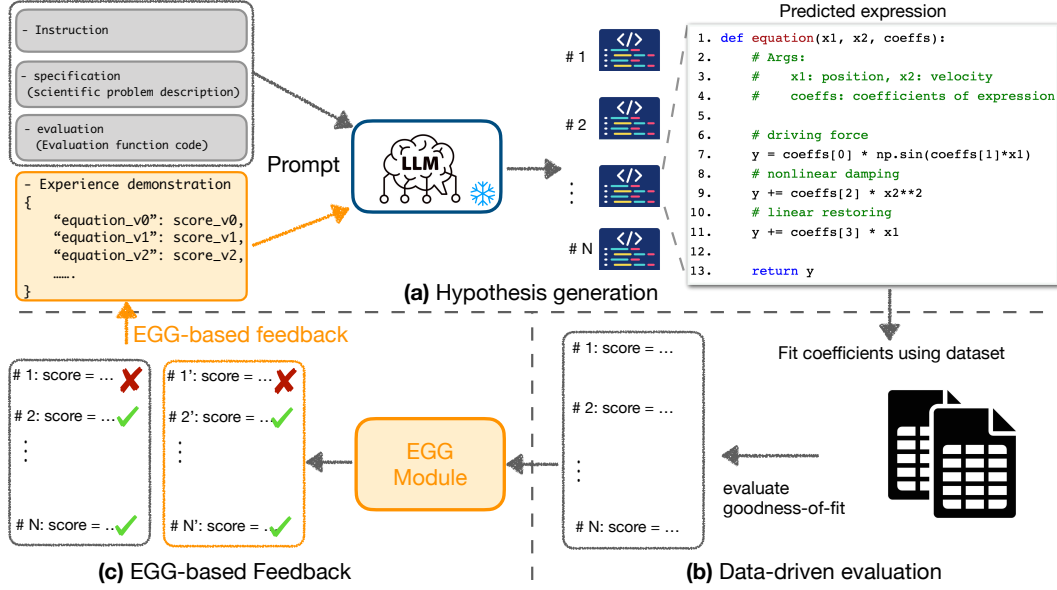 - Instruction
- specification
(scientific problem description)
- evaluation
(Evaluation function code)
- Experience demonstration
{
“equation_v0”: score_v0,
“equation_v1”: score_v1,
“equation_v2”: score_v2,
…….
}
Prompt
LLM
# 1
# 2
⋮
# N
</>
</>
</>
</>
Predicted expression
1. def equation(x1, x2, coeffs):
2. # Args:
3. # x1: position, x2: velocity
4. # coeffs: coefficients of expression
5.
6. # driving force
7. y = coeffs[0] * np.sin(coeffs[1]*x1)
8. # nonlinear damping
9. y += coeffs[2] * x2**2
10. # linear restoring
11. y += coeffs[3] * x1
12.
13. return y
(a) Hypothesis generation
EGG-based feedback
# 1: score = …
# 2: score = …
⋮
# N: score = …
# 1’: score = …
# 2’: score = …
⋮
# N’: score = …
EGG
Module
(c) EGG-based Feedback
# 1: score = …
# 2: score = …
⋮
# N: score = …
Fit coefficients using dataset
evaluate
goodness-of-fit
(b) Data-driven evaluation